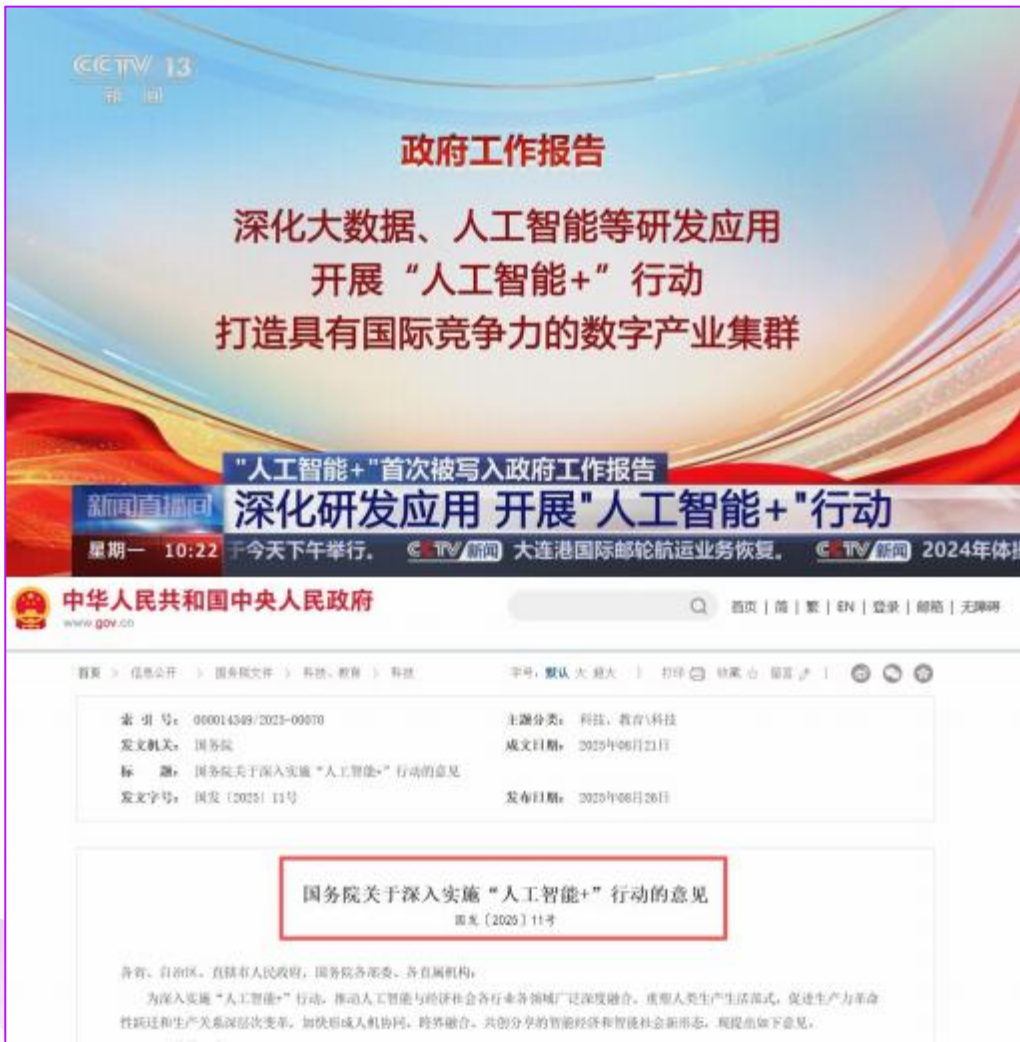 CCTV 13
新闻
政府工作报告
深化大数据、人工智能等研发应用
开展“人工智能+”行动
打造具有国际竞争力的数字产业集群
"人工智能+"首次被写入政府工作报告
新闻直播间
深化研发应用 开展"人工智能+"行动
星期一 10:22 于今天下午举行。 CCTV新闻 大连港国际邮轮航运业务恢复。 CCTV新闻 2024年体操
中华人民共和国中央人民政府
www.gov.cn
首页 | 简 | 繁 | EN | 登录 | 邮箱 | 无障碍
首页 > 信息公开 > 国务院文件 > 科技、教育 > 科技 字号:默认 大 超大 | 打印 收藏 留言 |
索引号: 000014349/2025-00070 主题分类: 科技、教育\科技
发文机关: 国务院 成文日期: 2025年08月21日
标题: 国务院关于深入实施“人工智能+”行动的意见
发文字号: 国发〔2025〕11号 发布日期: 2025年08月26日
国务院关于深入实施“人工智能+”行动的意见
国发〔2025〕11号
各省、自治区、直辖市人民政府,国务院各部委、各直属机构:
为深入实施“人工智能+”行动,推动人工智能与经济社会各行业各领域广泛深度融合,重塑人类生产生活范式,促进生产力革命
性跃迁和生产关系深层次变革,加快形成人机协同、跨界融合、共创分享的智能经济和智能社会新形态,现提出如下意见。